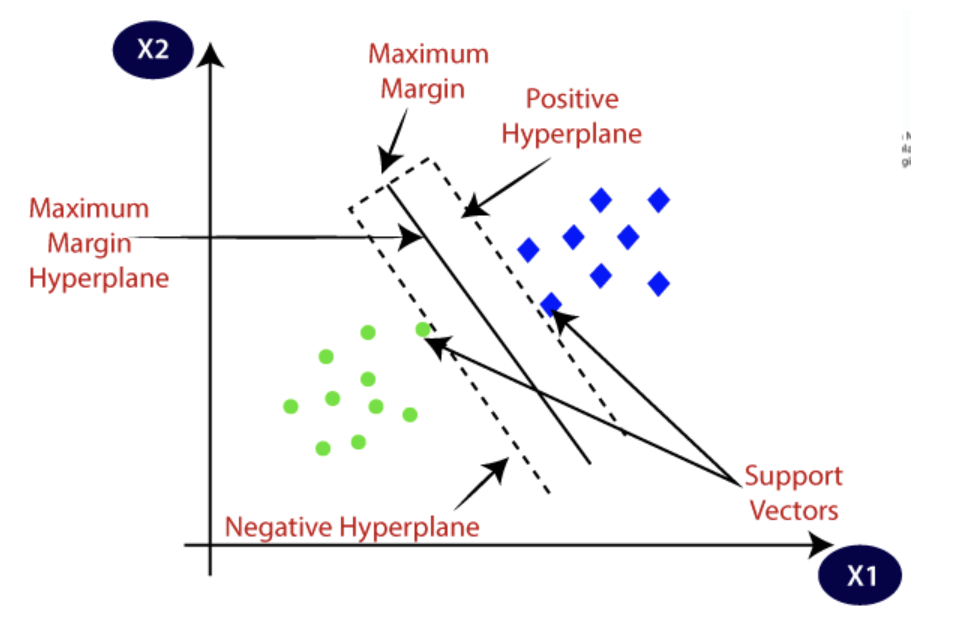 X2
Maximum
Margin
Positive
Hyperplane
Maximum
Margin
Hyperplane
Support
Vectors
Negative Hyperplane
X1